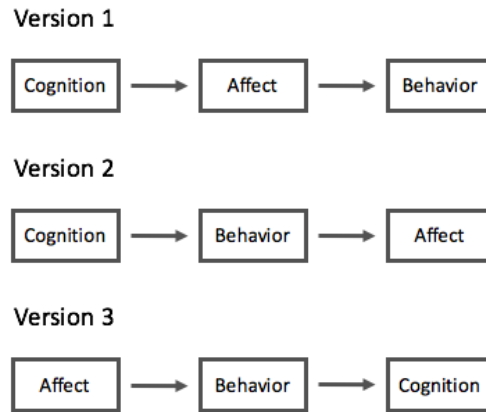 Version 1
Cognition Affect Behavior
Version 2
Cognition Behavior Affect
Version 3
Affect Behavior Cognition